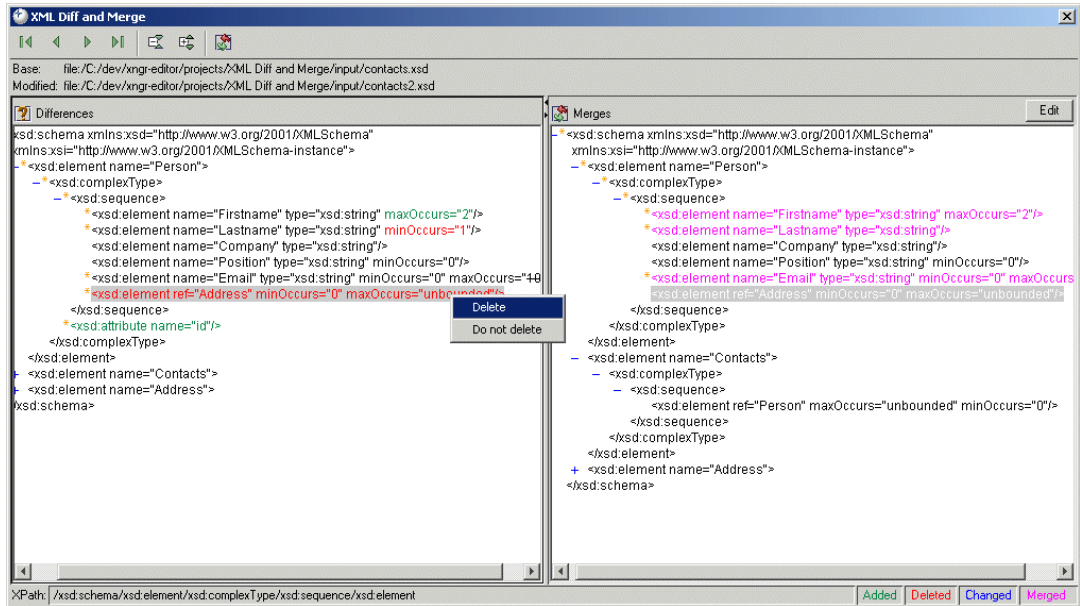 XML Diff and Merge
Base: file:/C:/dev/xngr-editor/projects/XML Diff and Merge/input/contacts.xsd
Modified: file:/C:/dev/xngr-editor/projects/XML Diff and Merge/input/contacts2.xsd
Differences
xsd:schema xmlns:xsd="http://www.w3.org/2001/XMLSchema"
xmlns:xsi="http://www.w3.org/2001/XMLSchema-instance">
-*<xsd:element name="Person">
-*<xsd:complexType>
-*<xsd:sequence>
*<xsd:element name="Firstname" type="xsd:string" maxOccurs="2"/>
*<xsd:element name="Lastname" type="xsd:string" minOccurs="1"/>
<xsd:element name="Company" type="xsd:string"/>
<xsd:element name="Position" type="xsd:string" minOccurs="0"/>
*<xsd:element name="Email" type="xsd:string" minOccurs="0" maxOccurs="10
*<xsd:element ref="Address" minOccurs="0" maxOccurs="unbounded"/>
</xsd:sequence>
*<xsd:attribute name="id"/>
</xsd:complexType>
</xsd:element>
+ <xsd:element name="Contacts">
+ <xsd:element name="Address">
/xsd:schema>
Delete
Do not delete
Merges
Edit
-*<xsd:schema xmlns:xsd="http://www.w3.org/2001/XMLSchema"
xmlns:xsi="http://www.w3.org/2001/XMLSchema-instance">
-*<xsd:element name="Person">
-*<xsd:complexType>
-*<xsd:sequence>
*<xsd:element name="Firstname" type="xsd:string" maxOccurs="2"/>
*<xsd:element name="Lastname" type="xsd:string"/>
<xsd:element name="Company" type="xsd:string"/>
<xsd:element name="Position" type="xsd:string" minOccurs="0"/>
*<xsd:element name="Email" type="xsd:string" minOccurs="0" maxOccurs
<xsd:element ref="Address" minOccurs="0" maxOccurs="unbounded"/>
</xsd:sequence>
</xsd:complexType>
</xsd:element>
- <xsd:element name="Contacts">
- <xsd:complexType>
- <xsd:sequence>
<xsd:element ref="Person" maxOccurs="unbounded" minOccurs="0"/>
</xsd:sequence>
</xsd:complexType>
</xsd:element>
+ <xsd:element name="Address">
</xsd:schema>
XPath: /xsd:schema/xsd:element/xsd:complexType/xsd:sequence/xsd:element
Added Deleted Changed Merged